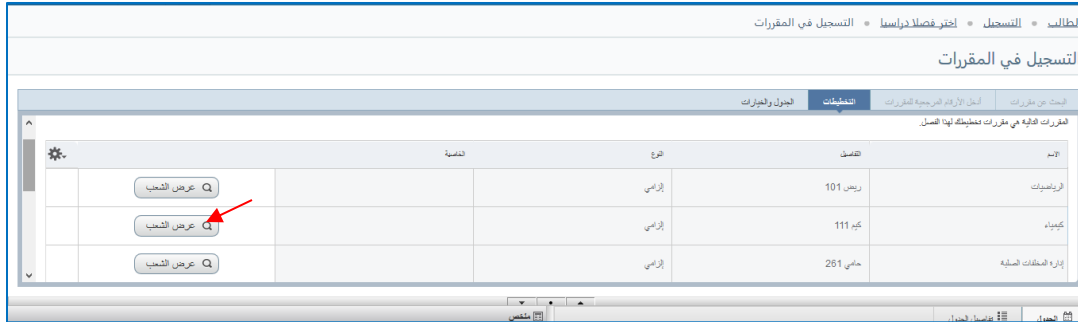 لطالب • التسجيل • اختر فصلا دراسيا • التسجيل في المقررات
لتسجيل في المقررات
البحث عن مقررات أدخل الأرقام المرجعية للمقررات التخطيطات الجدول والخيارات
المقررات التالية هي مقررات تخطيطك لهذا الفصل.
الاسم التفاصيل النوع الخاصية
الرياضيات ريض 101 إلزامي عرض الشعب
كيمياء كيم 111 إلزامي عرض الشعب
إدارة المخلفات الصلبة حامي 261 إلزامي عرض الشعب
الجدول تفاصيل الجدول ملخص